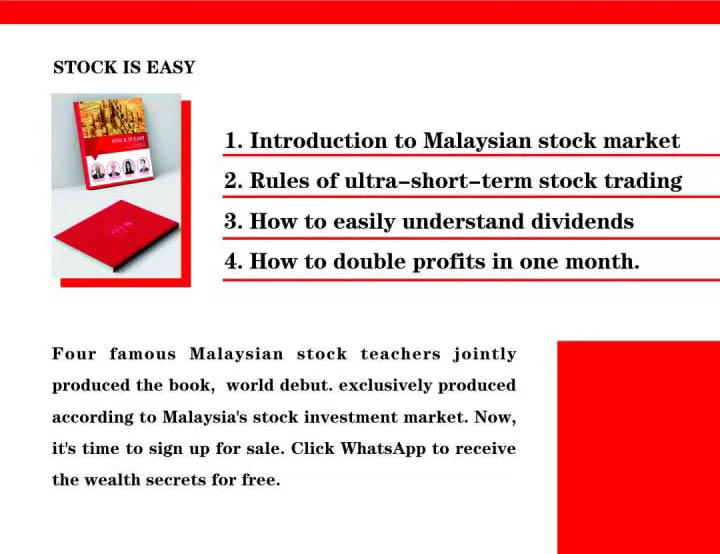 STOCK IS EASY
STOCK IS EASY
1. Introduction to Malaysian stock market
2. Rules of ultra-short-term stock trading
3. How to easily understand dividends
4. How to double profits in one month.
Four famous Malaysian stock teachers jointly
produced the book, world debut. exclusively produced
according to Malaysia's stock investment market. Now,
it's time to sign up for sale. Click WhatsApp to receive
the wealth secrets for free.